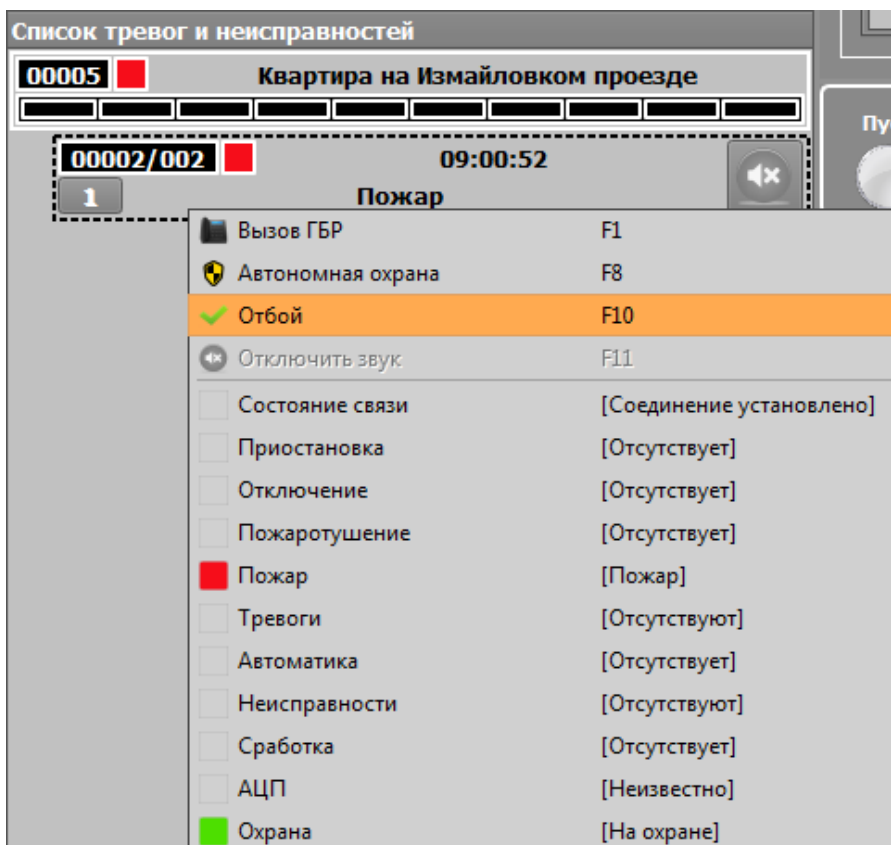 Список тревог и неисправностей
00005 Квартира на Измайловком проезде
00002/002 09:00:52
1 Пожар
Вызов ГБР F1
Автономная охрана F8
Отбой F10
Отключить звук F11
Состояние связи [Соединение установлено]
Приостановка [Отсутствует]
Отключение [Отсутствует]
Пожаротушение [Отсутствует]
Пожар [Пожар]
Тревоги [Отсутствуют]
Автоматика [Отсутствует]
Неисправности [Отсутствуют]
Сработка [Отсутствует]
АЦП [Неизвестно]
Охрана [На охране]